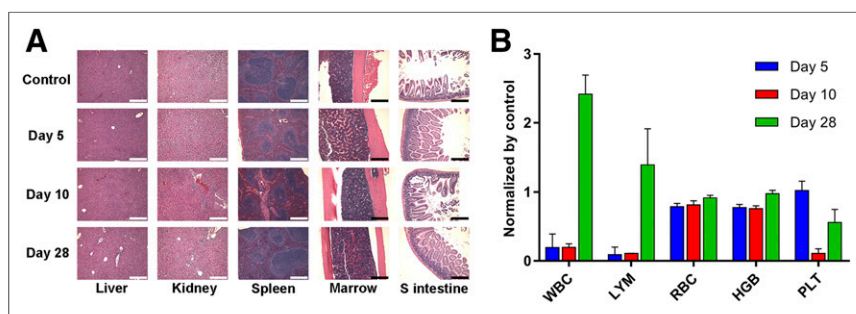 A
Control
Day 5
Day 10
Day 28
Liver Kidney Spleen Marrow S intestine
B
Normalized by control
3
2
1
0
Day 5
Day 10
Day 28
WBC LYM RBC HGB PLT